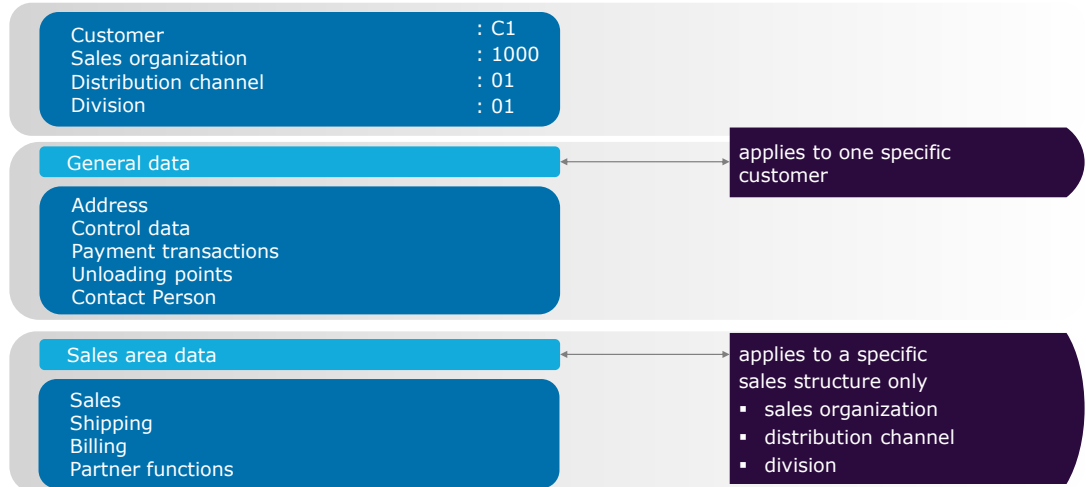 Customer : C1
Sales organization : 1000
Distribution channel : 01
Division : 01
General data
applies to one specific
customer
Address
Control data
Payment transactions
Unloading points
Contact Person
Sales area data
applies to a specific
sales structure only
▪ sales organization
▪ distribution channel
▪ division
Sales
Shipping
Billing
Partner functions